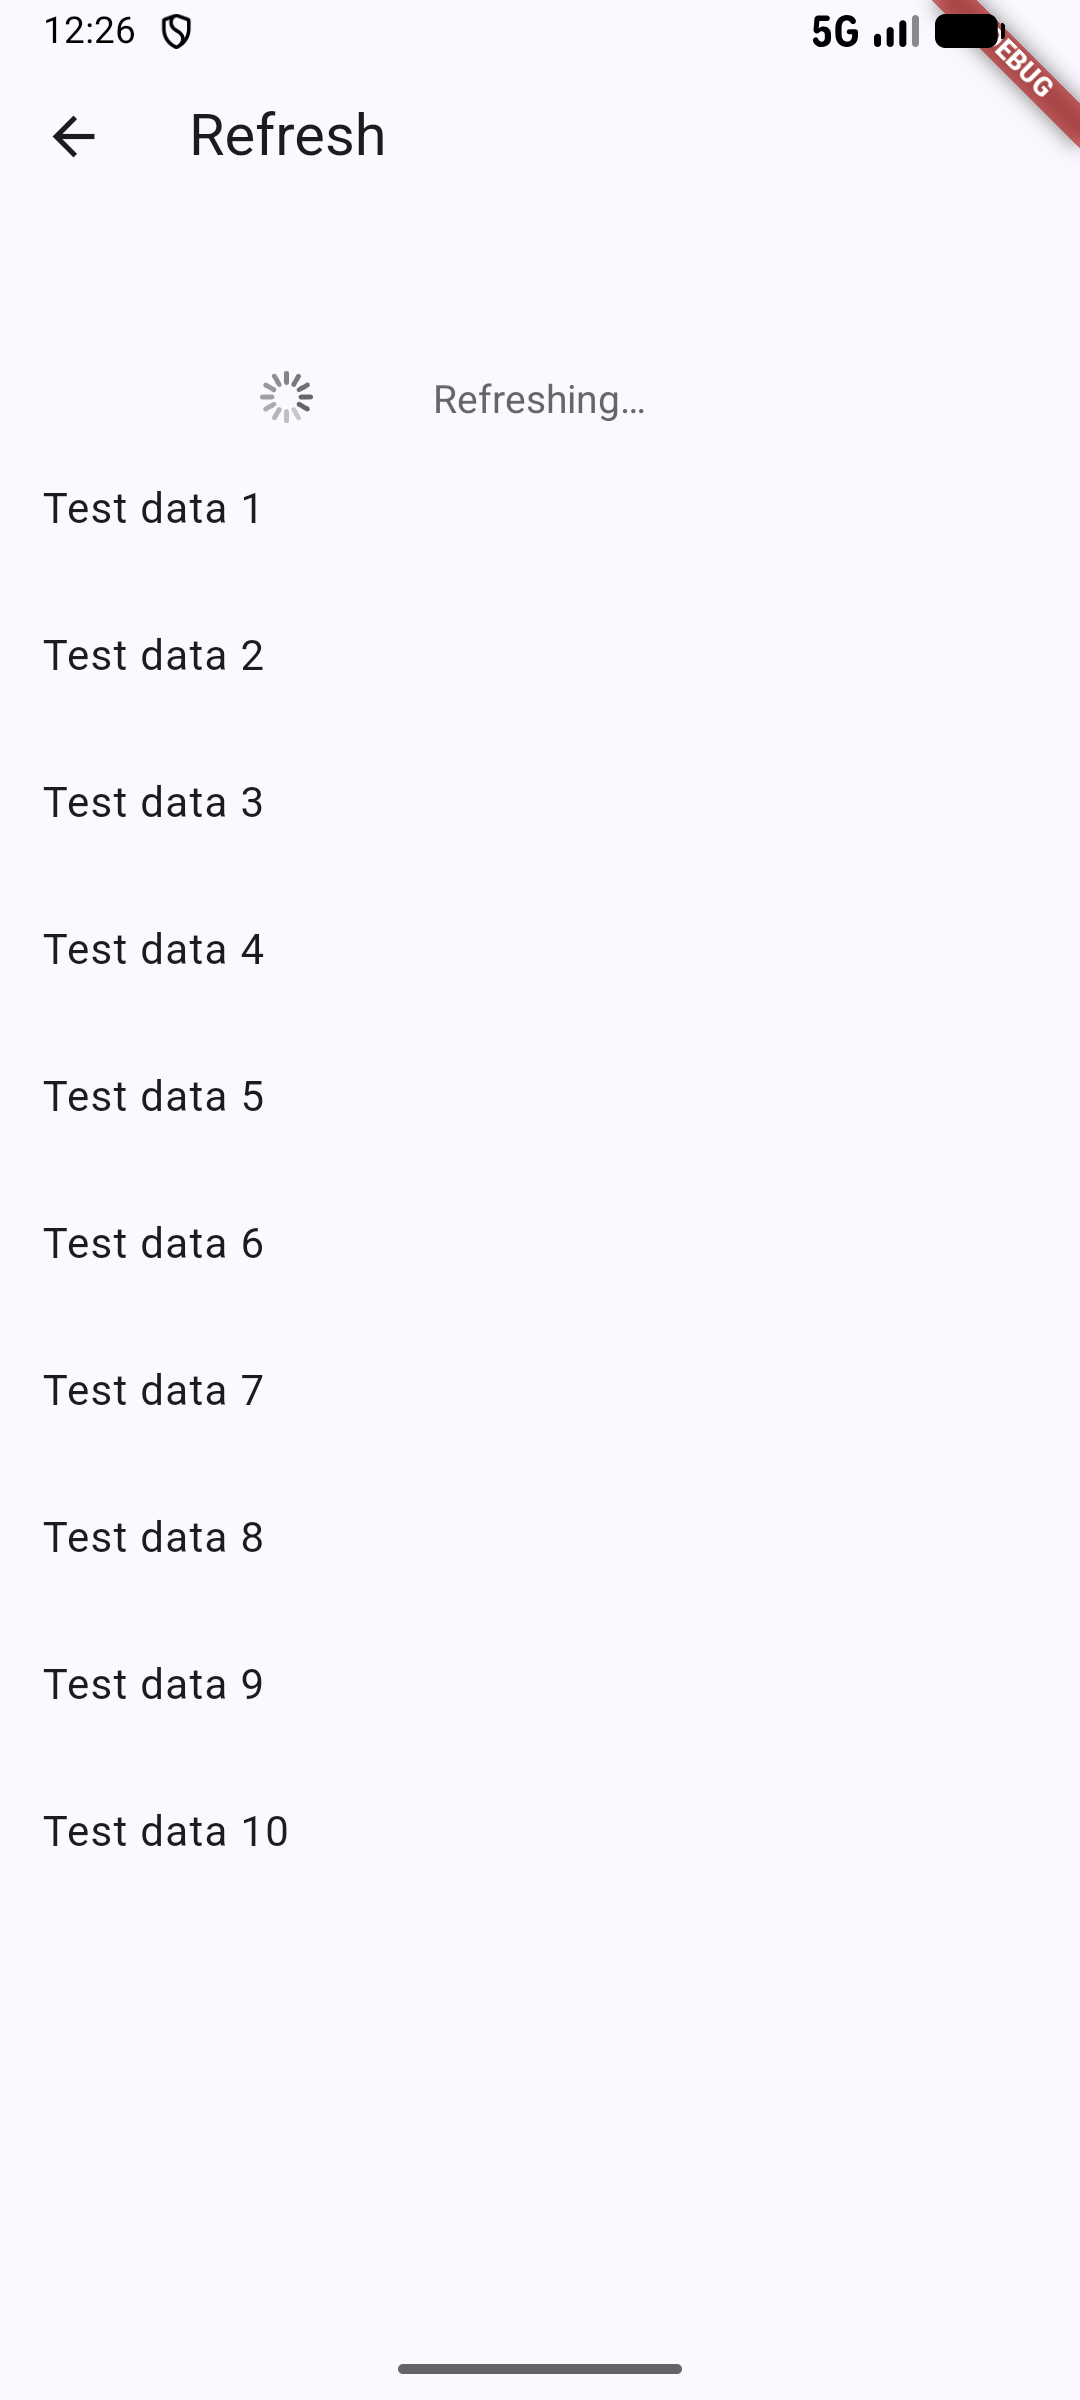 12:26 5G
EBUG
Refresh
Refreshing…
Test data 1
Test data 2
Test data 3
Test data 4
Test data 5
Test data 6
Test data 7
Test data 8
Test data 9
Test data 10